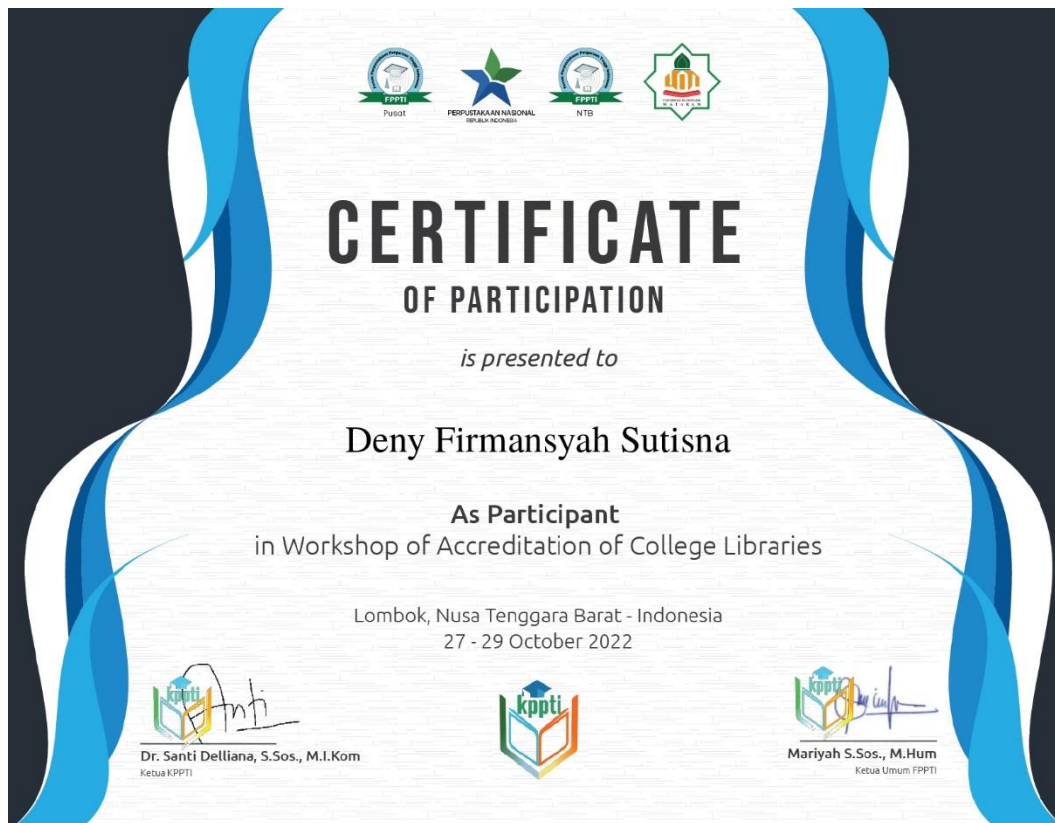 FPPTI
Pusat
PERPUSTAKAAN NASIONAL
REPUBLIK INDONESIA
FPPTI
NTB
MATARAM
CERTIFICATE
OF PARTICIPATION
is presented to
Deny Firmansyah Sutisna
As Participant
in Workshop of Accreditation of College Libraries
Lombok, Nusa Tenggara Barat - Indonesia
27 - 29 October 2022
kppti
Anti
Dr. Santi Delliana, S.Sos., M.I.Kom
Ketua KPPTI
kppti
kppti
Mariyah S.Sos., M.Hum
Ketua Umum FPPTI